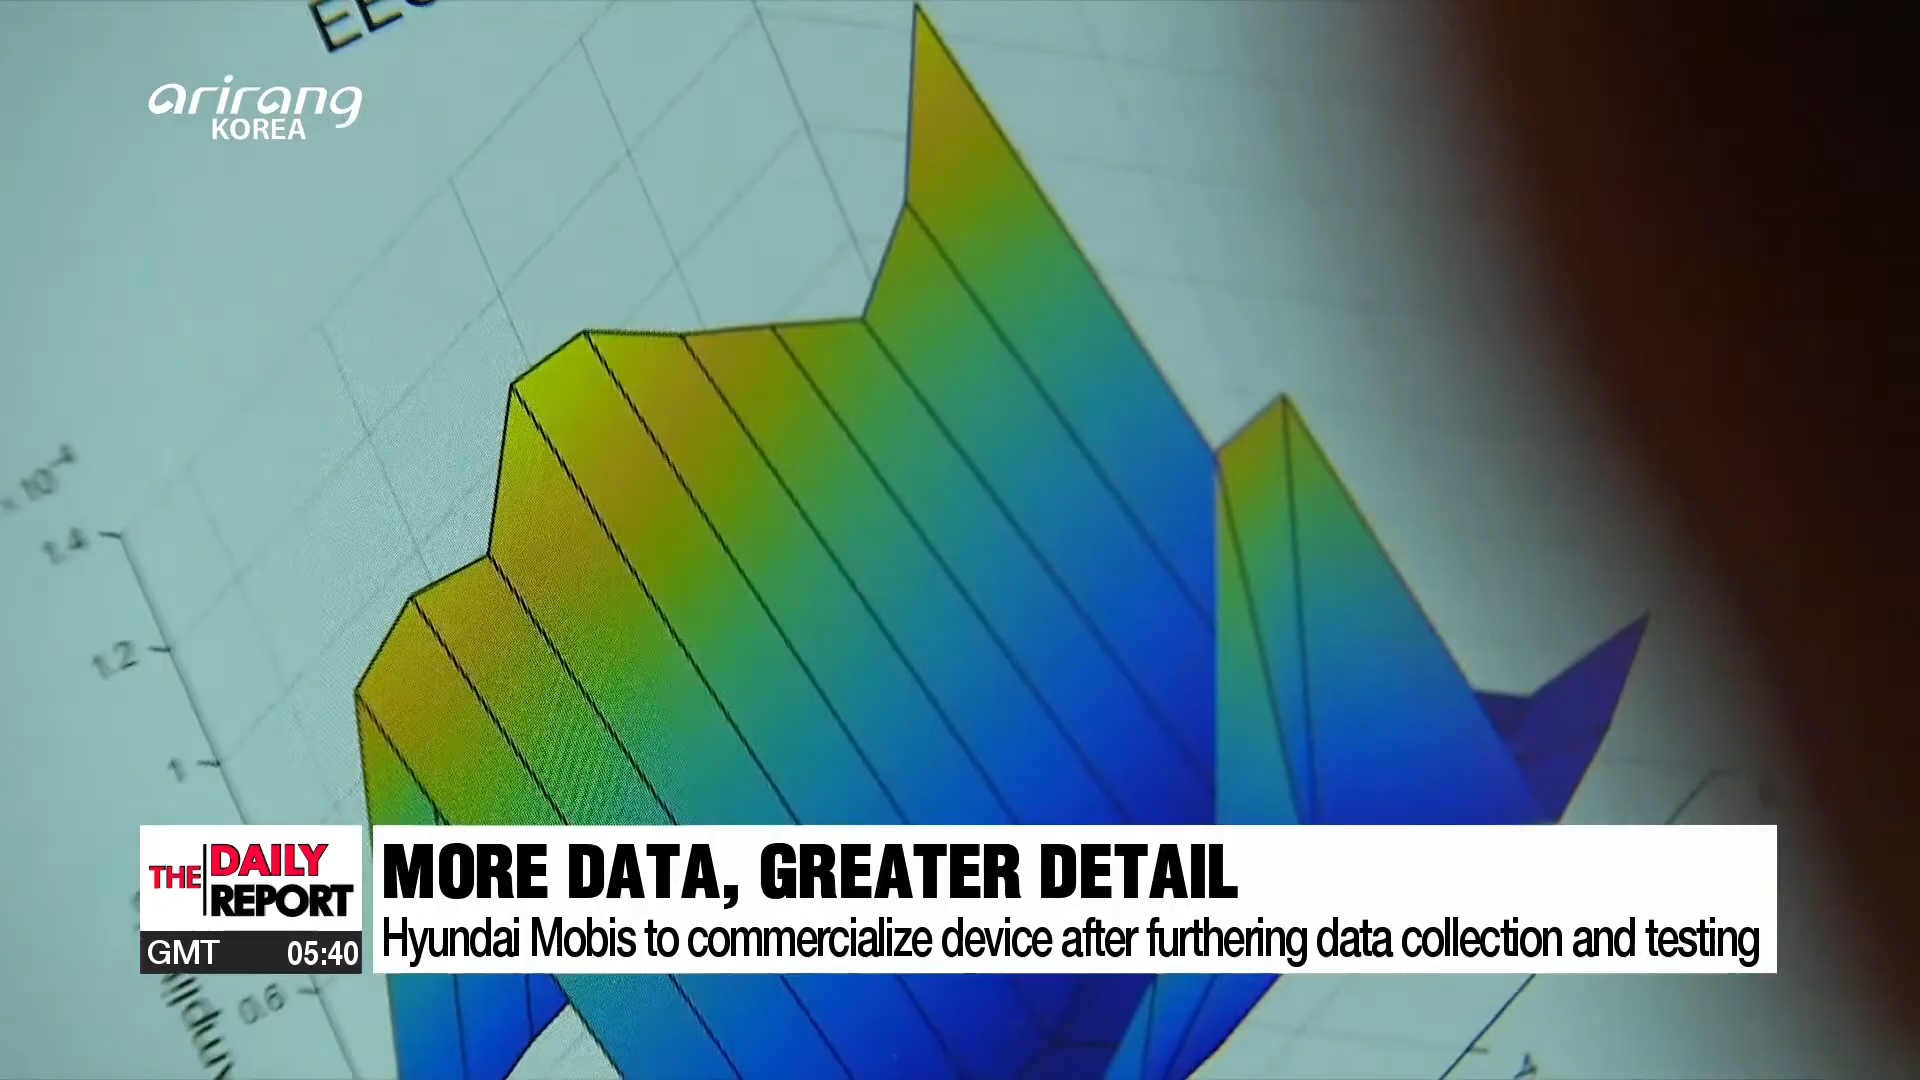 arirang
KOREA
1.4
1.2
1
0.6
THE DAILY
REPORT
GMT 05:40
MORE DATA, GREATER DETAIL
Hyundai Mobis to commercialize device after furthering data collection and testing